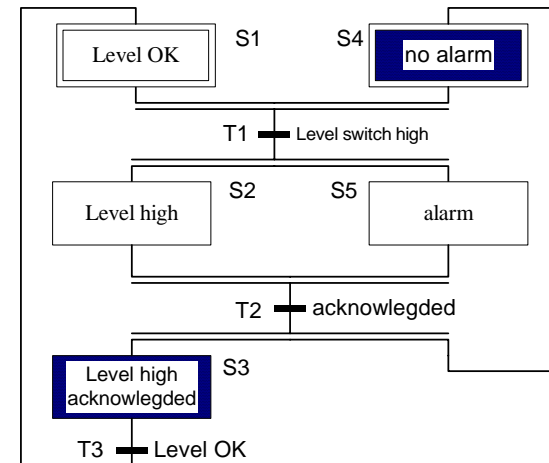 Level OK
S1
S4
no alarm
T1
Level switch high
Level high
S2
S5
alarm
T2
acknowlegded
Level high
acknowlegded
S3
T3
Level OK